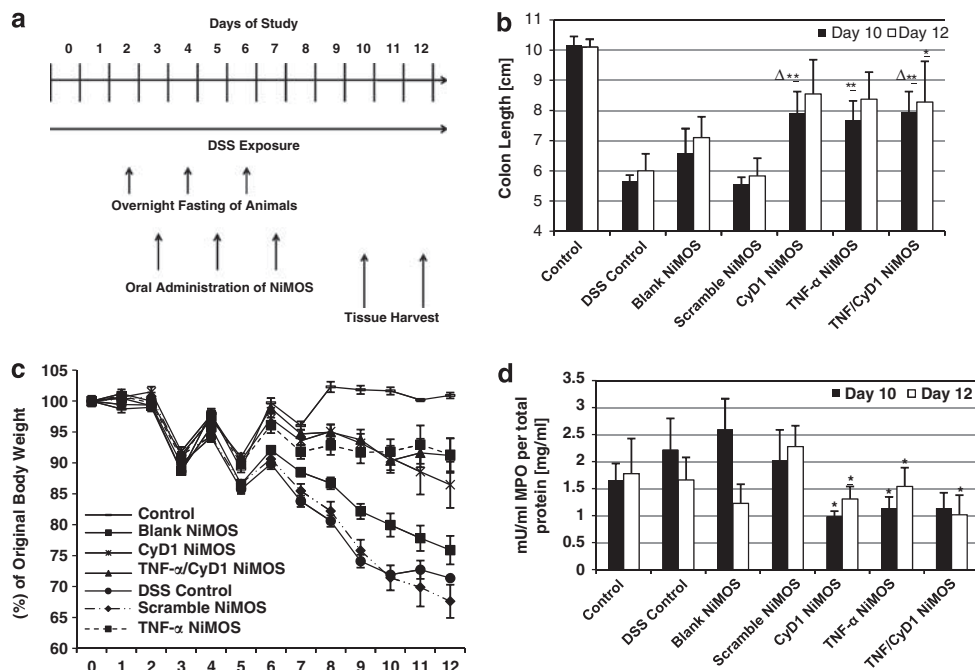 a
Days of Study
0 1 2 3 4 5 6 7 8 9 10 11 12
DSS Exposure
Overnight Fasting of Animals
Oral Administration of NiMOS
Tissue Harvest
b
Day 10 Day 12
Colon Length [cm]
11
10
9
8
7
6
5
4
Δ ** ** Δ ** *
Control
DSS Control
Blank NiMOS
Scramble NiMOS
CyD1 NiMOS
TNF-α NiMOS
TNF/CyD1 NiMOS
c
(%) of Original Body Weight
105
100
95
90
85
80
75
70
65
Control
Blank NiMOS
CyD1 NiMOS
TNF-α/CyD1 NiMOS
DSS Control
Scramble NiMOS
TNF-α NiMOS
0 1 2 3 4 5 6 7 8 9 10 11 12
d
Day 10 Day 12
mU/ml MPO per total
protein [mg/ml]
3.5
3
2.5
2
1.5
1
0.5
0
* * * * *
Control
DSS Control
Blank NiMOS
Scramble NiMOS
CyD1 NiMOS
TNF-α NiMOS
TNF/CyD1 NiMOS